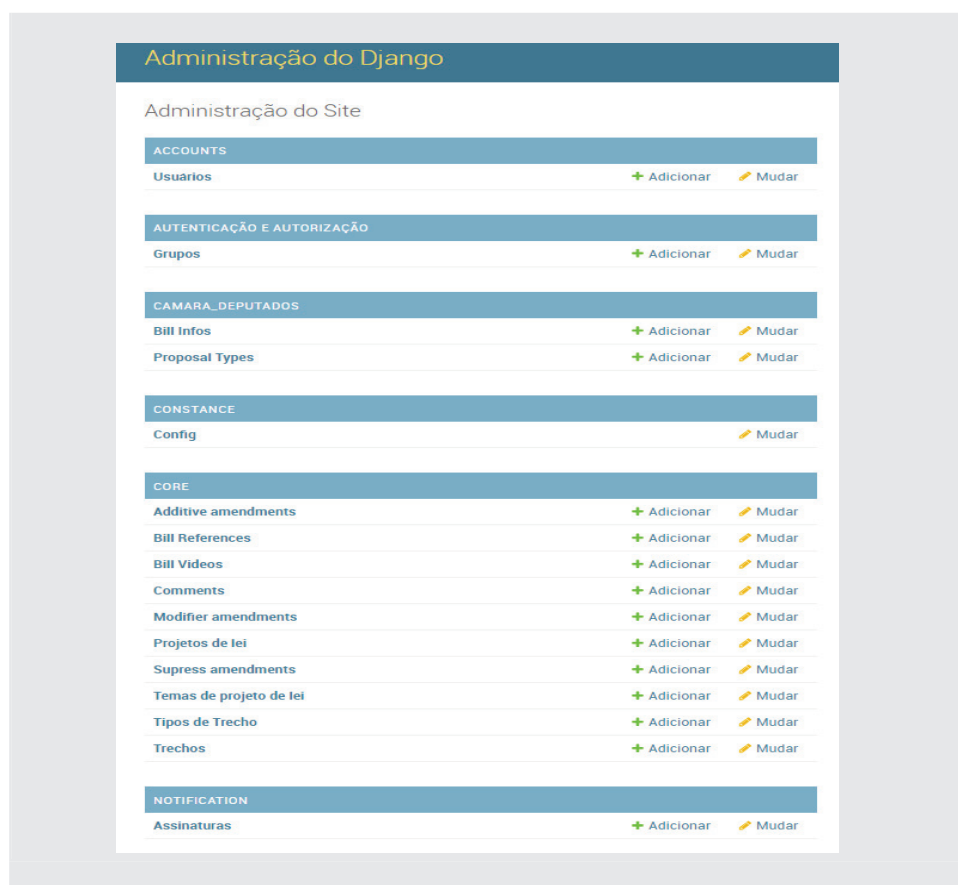 Administração do Django
Administração do Site
ACCOUNTS
Usuários + Adicionar Mudar
AUTENTICAÇÃO E AUTORIZAÇÃO
Grupos + Adicionar Mudar
CAMARA_DEPUTADOS
Bill Infos + Adicionar Mudar
Proposal Types + Adicionar Mudar
CONSTANCE
Config Mudar
CORE
Additive amendments + Adicionar Mudar
Bill References + Adicionar Mudar
Bill Videos + Adicionar Mudar
Comments + Adicionar Mudar
Modifier amendments + Adicionar Mudar
Projetos de lei + Adicionar Mudar
Supress amendments + Adicionar Mudar
Temas de projeto de lei + Adicionar Mudar
Tipos de Trecho + Adicionar Mudar
Trechos + Adicionar Mudar
NOTIFICATION
Assinaturas + Adicionar Mudar